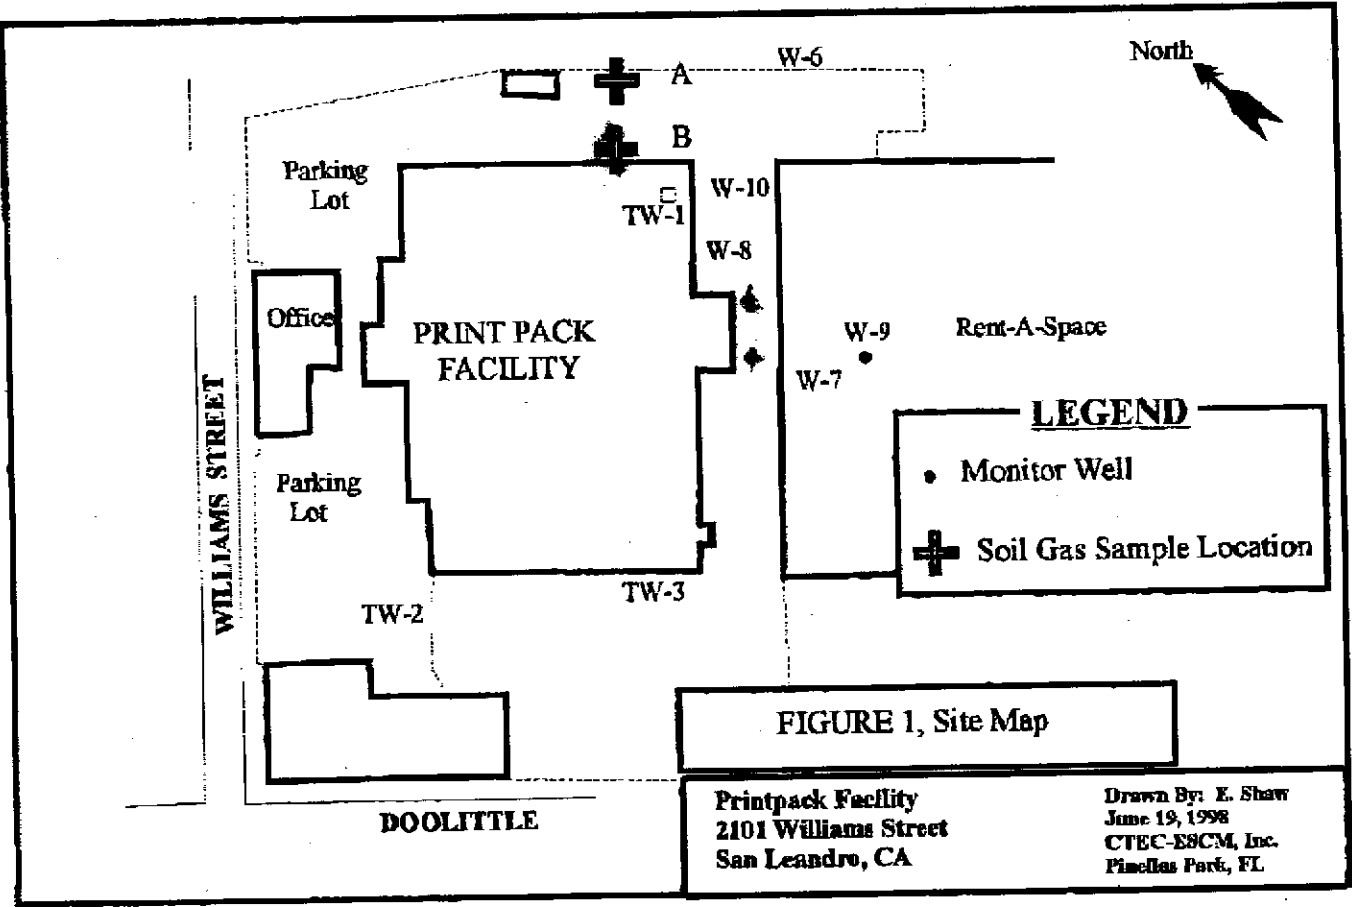 W-6
North
A
B
Parking
Lot
W-10
TW-1
W-8
Office
PRINT PACK
FACILITY
W-9
Rent-A-Space
W-7
WILLIAMS STREET
LEGEND
Monitor Well
Soil Gas Sample Location
Parking
Lot
TW-3
TW-2
FIGURE 1, Site Map
DOOLITTLE
Printpack Facility
2101 Williams Street
San Leandro, CA
Drawn By: E. Shaw
June 19, 1998
CTEC-ESCM, Inc.
Pinellas Park, FL